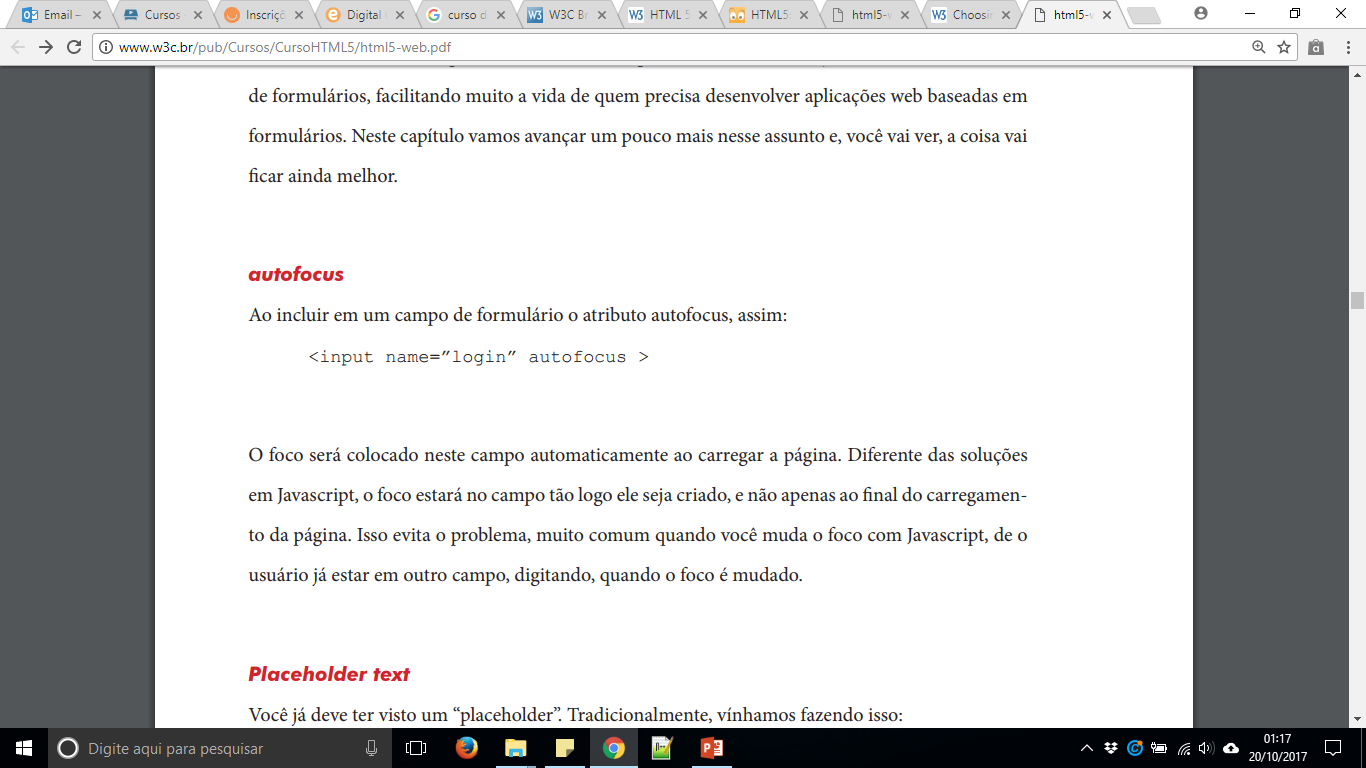 Email –
Cursos
Inscriçõ
Digital
curso d
W3C Br
HTML 5
HTML5:
html5-w
Choosin
html5-w
www.w3c.br/pub/Cursos/CursoHTML5/html5-web.pdf
de formulários, facilitando muito a vida de quem precisa desenvolver aplicações web baseadas em
formulários. Neste capítulo vamos avançar um pouco mais nesse assunto e, você vai ver, a coisa vai
ficar ainda melhor.
autofocus
Ao incluir em um campo de formulário o atributo autofocus, assim:
<input name=”login” autofocus >
O foco será colocado neste campo automaticamente ao carregar a página. Diferente das soluções
em Javascript, o foco estará no campo tão logo ele seja criado, e não apenas ao final do carregamen-
to da página. Isso evita o problema, muito comum quando você muda o foco com Javascript, de o
usuário já estar em outro campo, digitando, quando o foco é mudado.
Placeholder text
Você já deve ter visto um “placeholder”. Tradicionalmente, vínhamos fazendo isso:
Digite aqui para pesquisar
01:17
20/10/2017